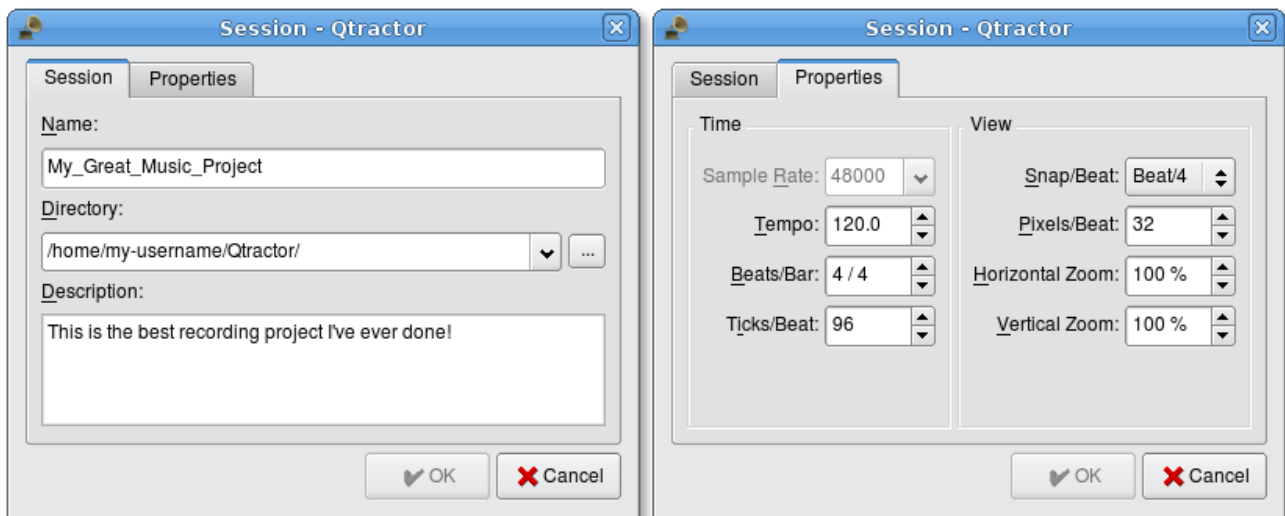 Session - Qtractor
Session Properties
Name:
My_Great_Music_Project
Directory:
/home/my-username/Qtractor/
...
Description:
This is the best recording project I've ever done!
OK Cancel
Session - Qtractor
Session Properties
Time
Sample Rate: 48000
Tempo: 120.0
Beats/Bar: 4 / 4
Ticks/Beat: 96
View
Snap/Beat: Beat/4
Pixels/Beat: 32
Horizontal Zoom: 100 %
Vertical Zoom: 100 %
OK Cancel